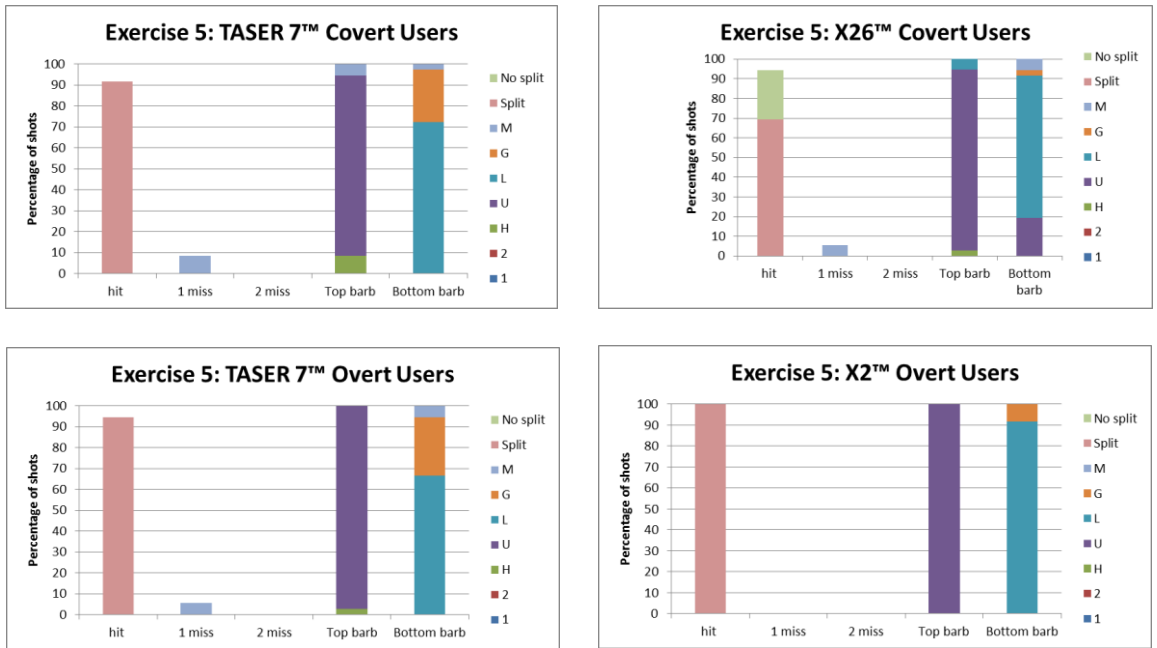 Exercise 5: TASER 7™ Covert Users
Percentage of shots
100
90
80
70
60
50
40
30
20
10
0
hit 1 miss 2 miss Top barb Bottom barb
No split
Split
M
G
L
U
H
2
1
Exercise 5: X26™ Covert Users
Percentage of shots
100
90
80
70
60
50
40
30
20
10
0
hit 1 miss 2 miss Top barb Bottom
barb
No split
Split
M
G
L
U
H
2
1
Exercise 5: TASER 7™ Overt Users
Percentage of shots
100
90
80
70
60
50
40
30
20
10
0
hit 1 miss 2 miss Top barb Bottom barb
No split
Split
M
G
L
U
H
2
1
Exercise 5: X2™ Overt Users
Percentage of shots
100
90
80
70
60
50
40
30
20
10
0
hit 1 miss 2 miss Top barb Bottom barb
No split
Split
M
G
L
U
H
2
1